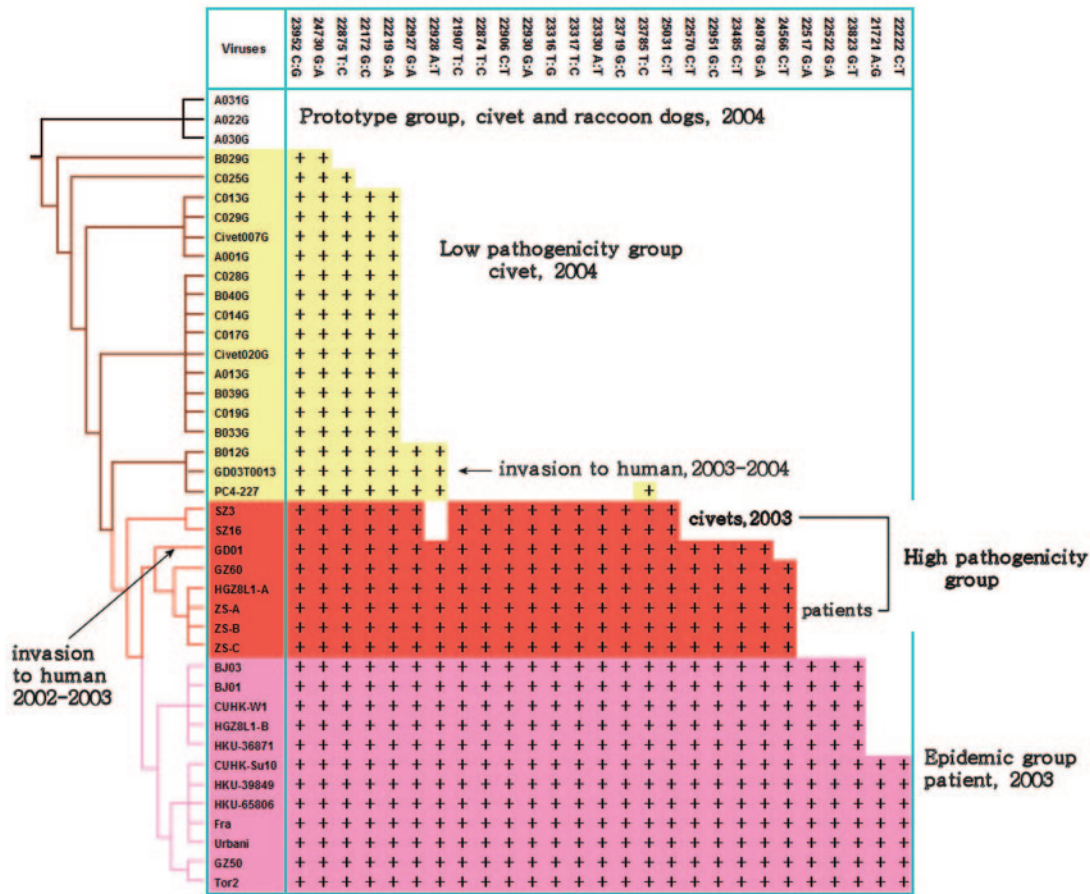 Viruses
23952 C:G
24730 G:A
22875 T:C
22172 G:C
22219 G:A
22927 G:A
22928 A:T
21907 T:C
22874 T:C
22906 C:T
22930 G:A
23316 T:G
23317 T:C
23330 A:T
23719 G:C
23785 T:C
25031 C:T
22570 C:T
22951 G:C
23485 C:T
24978 G:A
24566 C:T
22517 G:A
22522 G:A
23823 G:T
21721 A:G
22222 C:T
A031G
A022G
A030G
Prototype group, civet and raccoon dogs, 2004
B029G + +
C025G + + +
C013G + + + + +
C029G + + + + +
Civet007G + + + + +
A001G + + + + +
C028G + + + + +
B040G + + + + +
C014G + + + + +
C017G + + + + +
Civet020G + + + + +
A013G + + + + +
B039G + + + + +
C019G + + + + +
B033G + + + + +
Low pathogenicity group
civet, 2004
B012G + + + + + + +
GD03T0013 + + + + + + +
invasion to human, 2003-2004
PC4-227 + + + + + + + +
SZ3 + + + + + + + + + + + + + + + +
SZ16 + + + + + + + + + + + + + + + +
civets, 2003
GD01 + + + + + + + + + + + + + + + + + + + + +
GZ60 + + + + + + + + + + + + + + + + + + + + + +
HGZ8L1-A + + + + + + + + + + + + + + + + + + + + + +
ZS-A + + + + + + + + + + + + + + + + + + + + + +
ZS-B + + + + + + + + + + + + + + + + + + + + + +
ZS-C + + + + + + + + + + + + + + + + + + + + + +
patients
High pathogenicity
group
invasion
to human
2002-2003
BJ03 + + + + + + + + + + + + + + + + + + + + + + + + +
BJ01 + + + + + + + + + + + + + + + + + + + + + + + + +
CUHK-W1 + + + + + + + + + + + + + + + + + + + + + + + + +
HGZ8L1-B + + + + + + + + + + + + + + + + + + + + + + + + +
HKU-36871 + + + + + + + + + + + + + + + + + + + + + + + + +
CUHK-Su10 + + + + + + + + + + + + + + + + + + + + + + + + + + +
HKU-39849 + + + + + + + + + + + + + + + + + + + + + + + + + + +
HKU-65806 + + + + + + + + + + + + + + + + + + + + + + + + + + +
Fra + + + + + + + + + + + + + + + + + + + + + + + + + + +
Urbani + + + + + + + + + + + + + + + + + + + + + + + + + + +
GZ50 + + + + + + + + + + + + + + + + + + + + + + + + + + +
Tor2 + + + + + + + + + + + + + + + + + + + + + + + + + + +
Epidemic group
patient, 2003